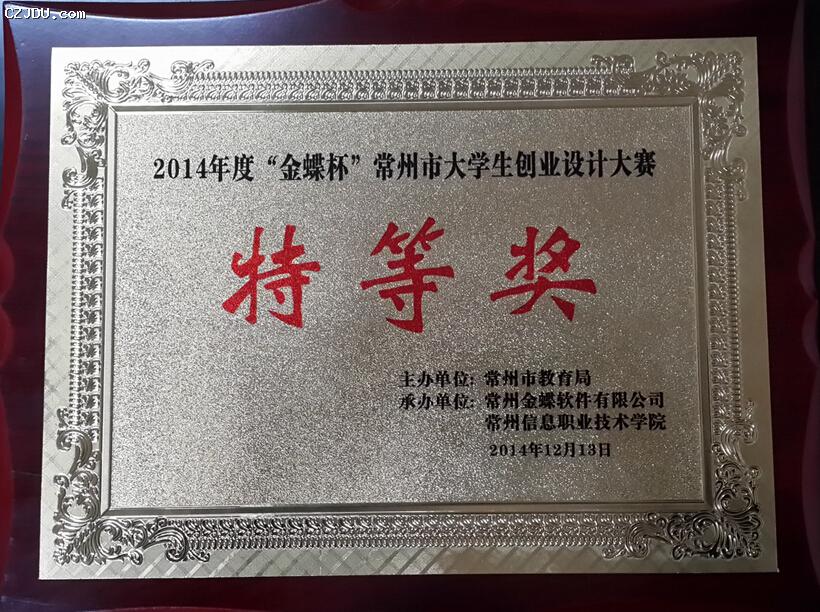 CZJDU.com
2014年度“金蝶杯”常州市大学生创业设计大赛
特等奖
主办单位: 常州市教育局
承办单位: 常州金蝶软件有限公司
常州信息职业技术学院
2014年12月13日